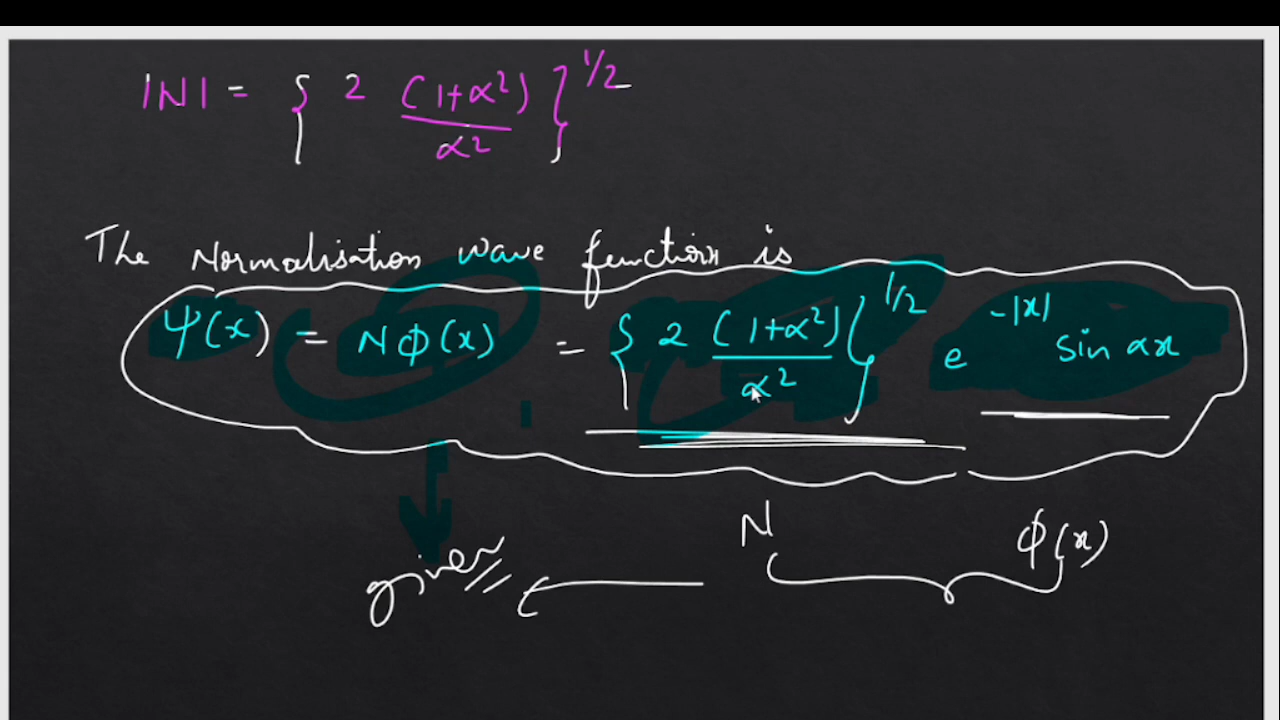 |N| = { 2 (1+α²)/α² }^1/2
The Normalisation wave function is
ψ(x) = Nϕ(x) = { 2 (1+α²)/α² }^1/2 e^-|x| sin αx
N ϕ(x)
given